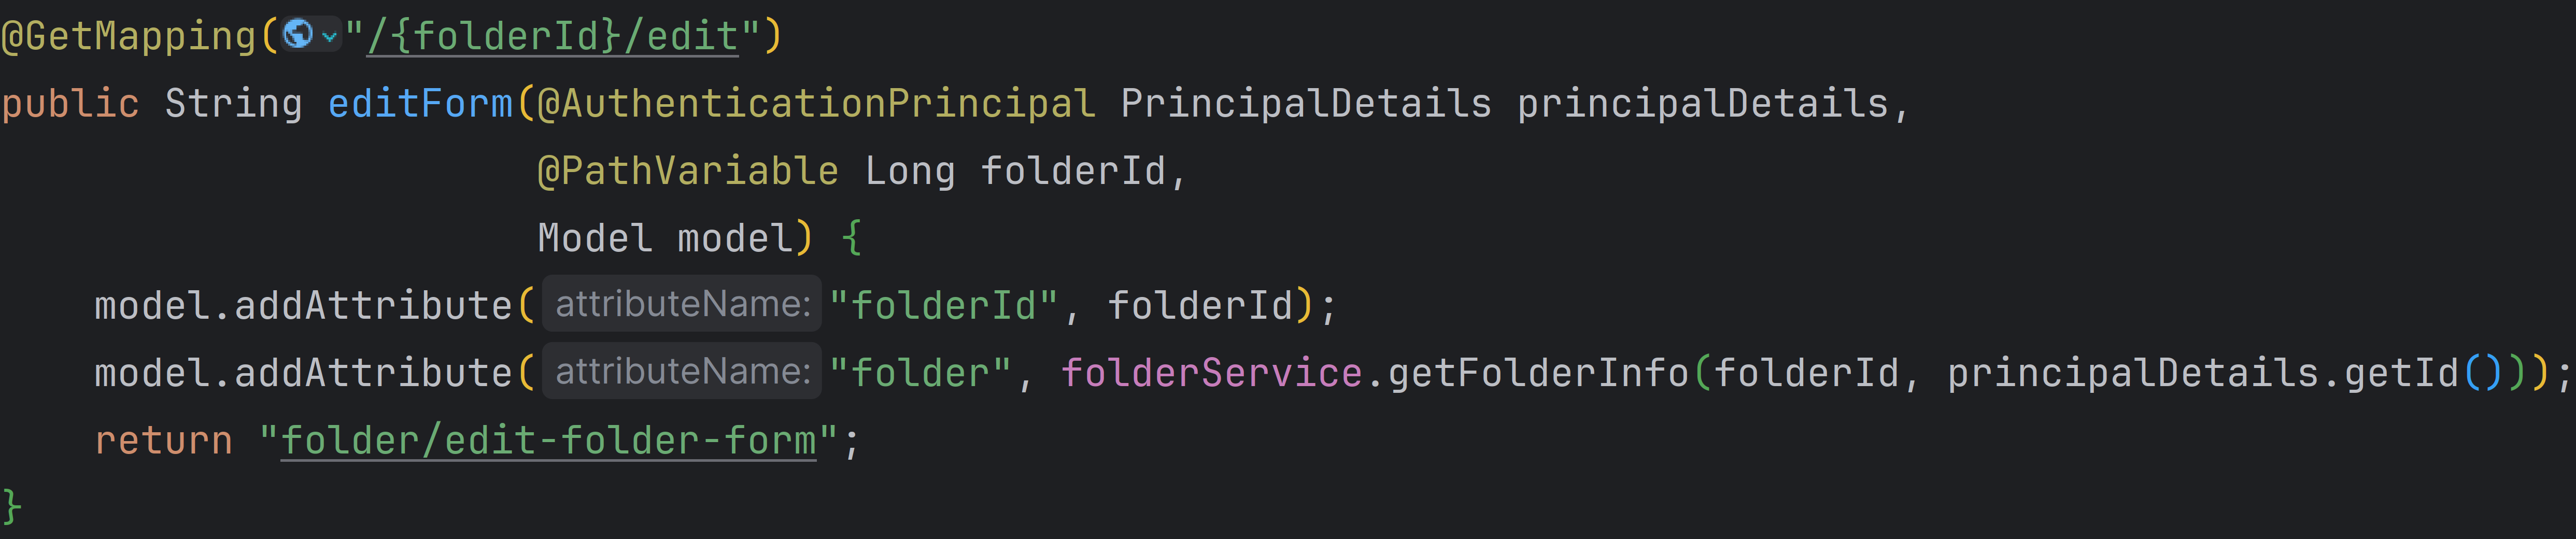 @GetMapping("/{folderId}/edit")
public String editForm(@AuthenticationPrincipal PrincipalDetails principalDetails,
@PathVariable Long folderId,
Model model) {
model.addAttribute( attributeName: "folderId", folderId);
model.addAttribute( attributeName: "folder", folderService.getFolderInfo(folderId, principalDetails.getId()));
return "folder/edit-folder-form";
}